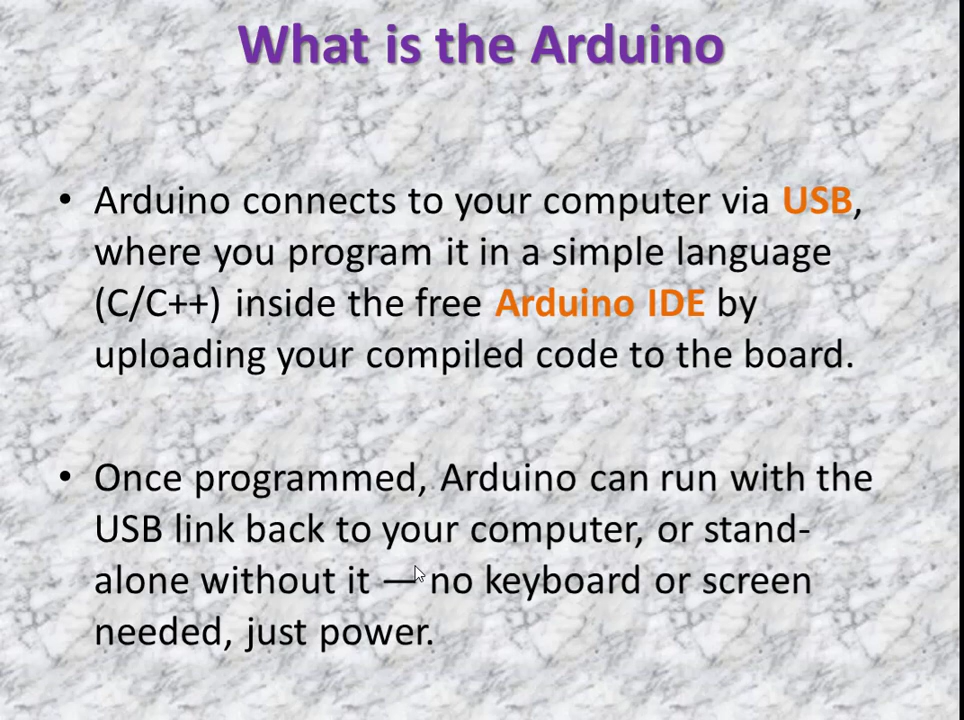 What is the Arduino
• Arduino connects to your computer via USB,
where you program it in a simple language
(C/C++) inside the free Arduino IDE by
uploading your compiled code to the board.
• Once programmed, Arduino can run with the
USB link back to your computer, or stand-
alone without it — no keyboard or screen
needed, just power.